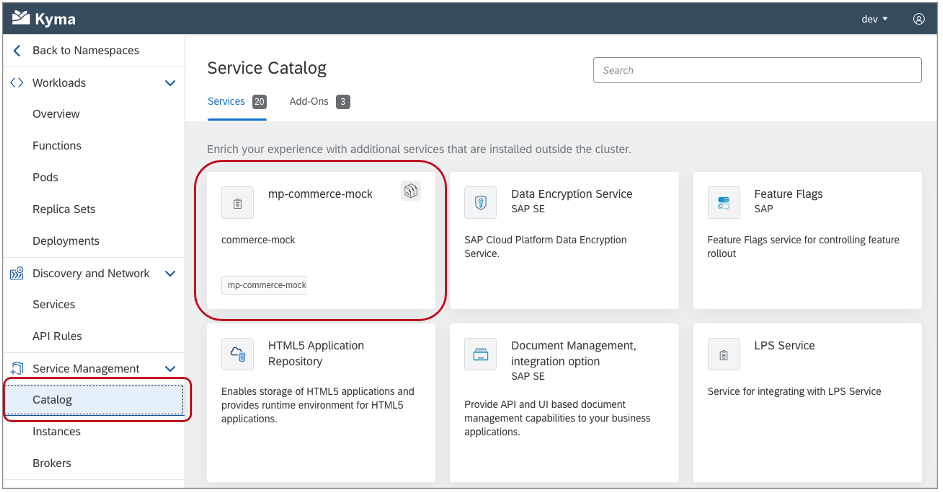 Kyma
dev
Back to Namespaces
Workloads
Overview
Functions
Pods
Replica Sets
Deployments
Discovery and Network
Services
API Rules
Service Management
Catalog
Instances
Brokers
Service Catalog
Search
Services 20 Add-Ons 3
Enrich your experience with additional services that are installed outside the cluster.
mp-commerce-mock
commerce-mock
mp-commerce-mock
Data Encryption Service
SAP SE
SAP Cloud Platform Data Encryption
Service.
Feature Flags
SAP
Feature Flags service for controlling feature
rollout
HTML5 Application
Repository
Enables storage of HTML5 applications and
provides runtime environment for HTML5
applications.
Document Management,
integration option
SAP SE
Provide API and UI based document
management capabilities to your business
applications.
LPS Service
Service for integrating with LPS Service